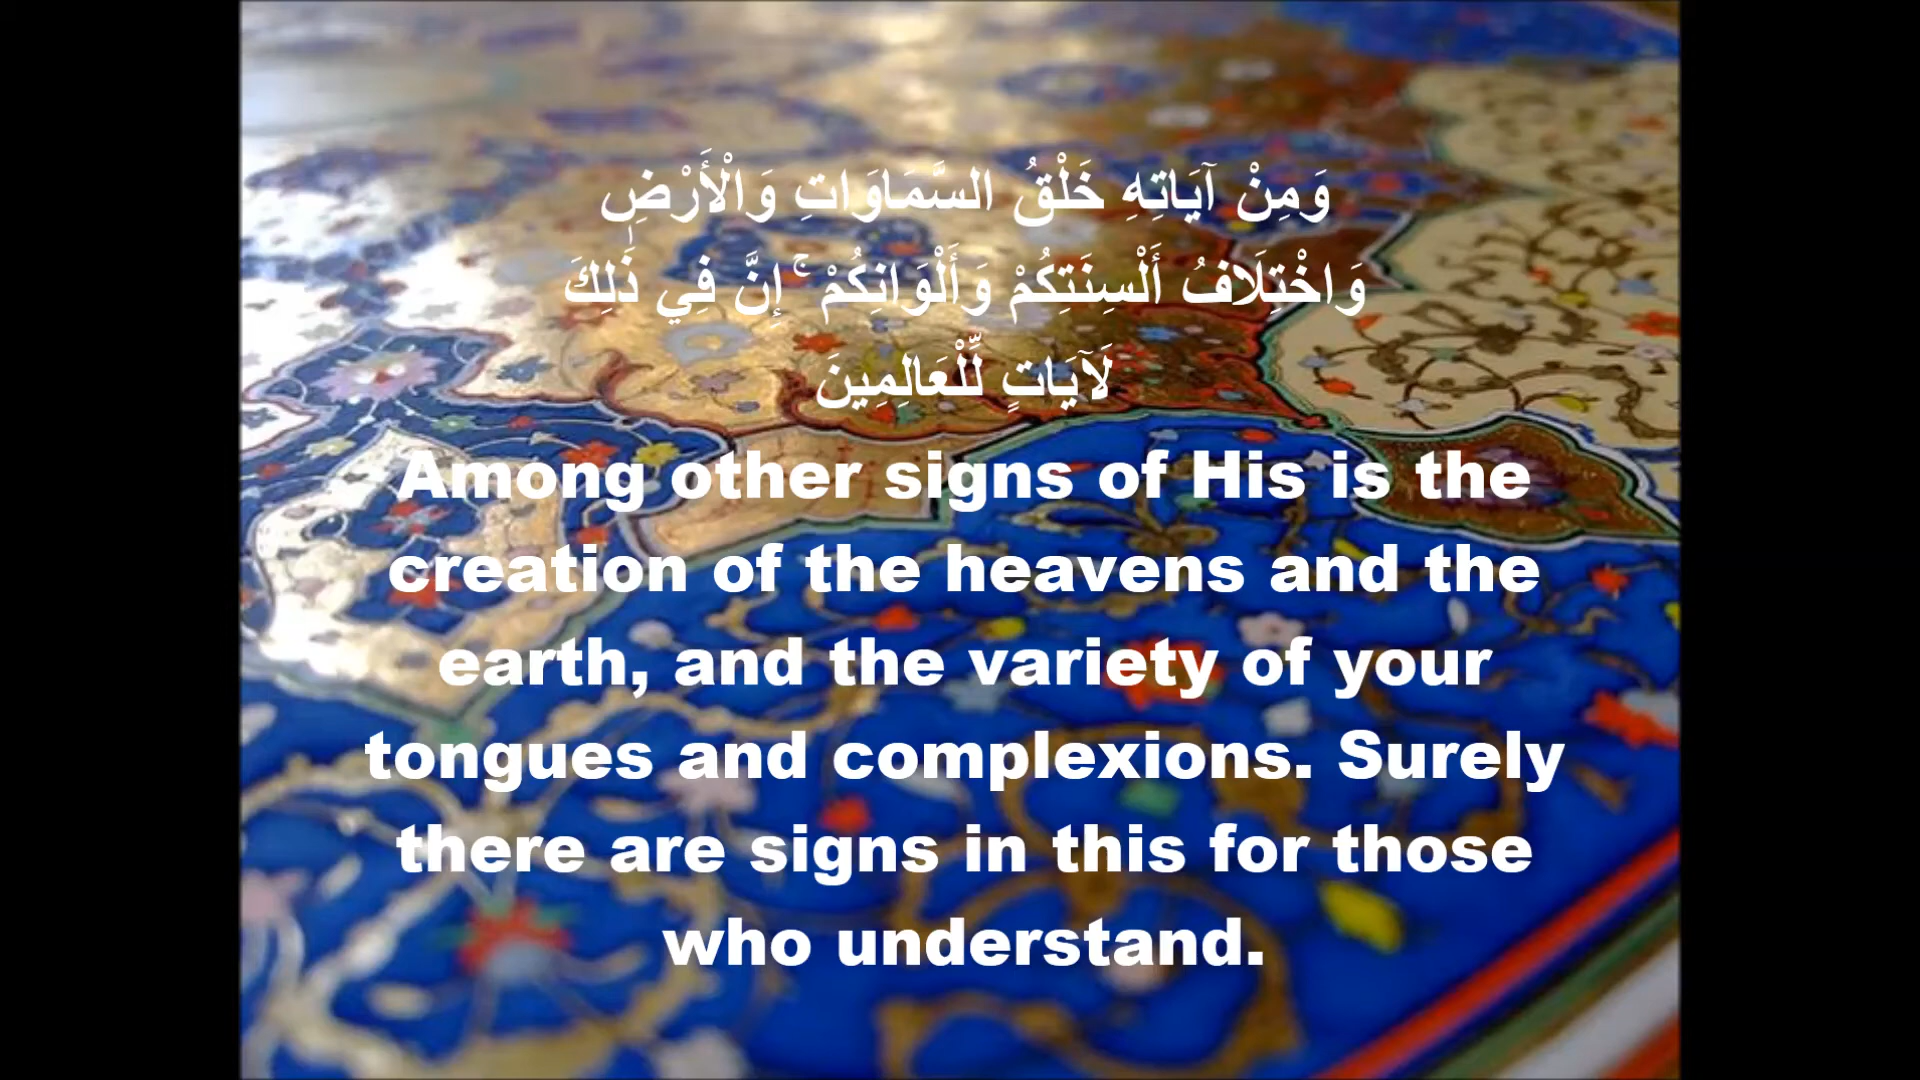 وَمِنْ آيَاتِهِ خَلْقُ السَّمَاوَاتِ وَالْأَرْضِ
وَاخْتِلَافُ أَلْسِنَتِكُمْ وَأَلْوَانِكُمْ ۚ إِنَّ فِي ذَٰلِكَ
لَآيَاتٍ لِّلْعَالِمِينَ
Among other signs of His is the
creation of the heavens and the
earth, and the variety of your
tongues and complexions. Surely
there are signs in this for those
who understand.